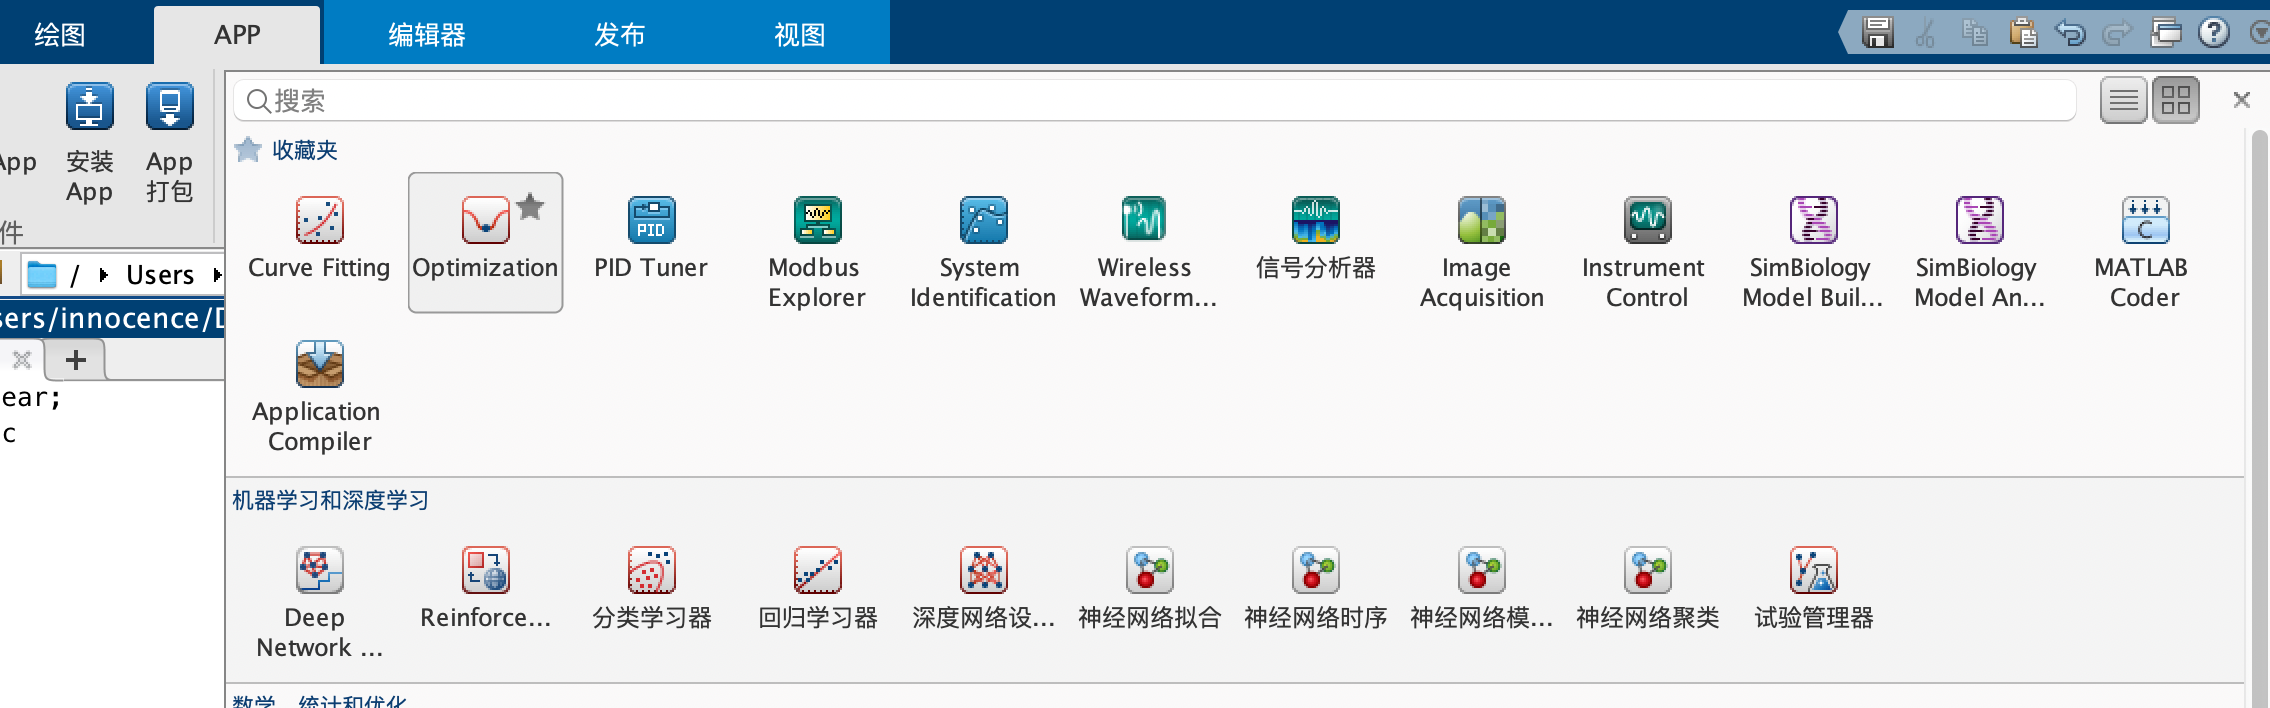 绘图 APP 编辑器 发布 视图
搜索
App 安装 App App 打包
件
收藏夹
Curve Fitting
Optimization
PID
PID Tuner
Modbus Explorer
System Identification
Wireless Waveform...
信号分析器
Image Acquisition
Instrument Control
SimBiology Model Buil...
SimBiology Model An...
C
MATLAB Coder
Application Compiler
/ Users
sers/innocence/D
+
ear;
c
机器学习和深度学习
Deep Network ...
Reinforce...
分类学习器
回归学习器
深度网络设...
神经网络拟合
神经网络时序
神经网络模...
神经网络聚类
试验管理器
数学、统计和优化